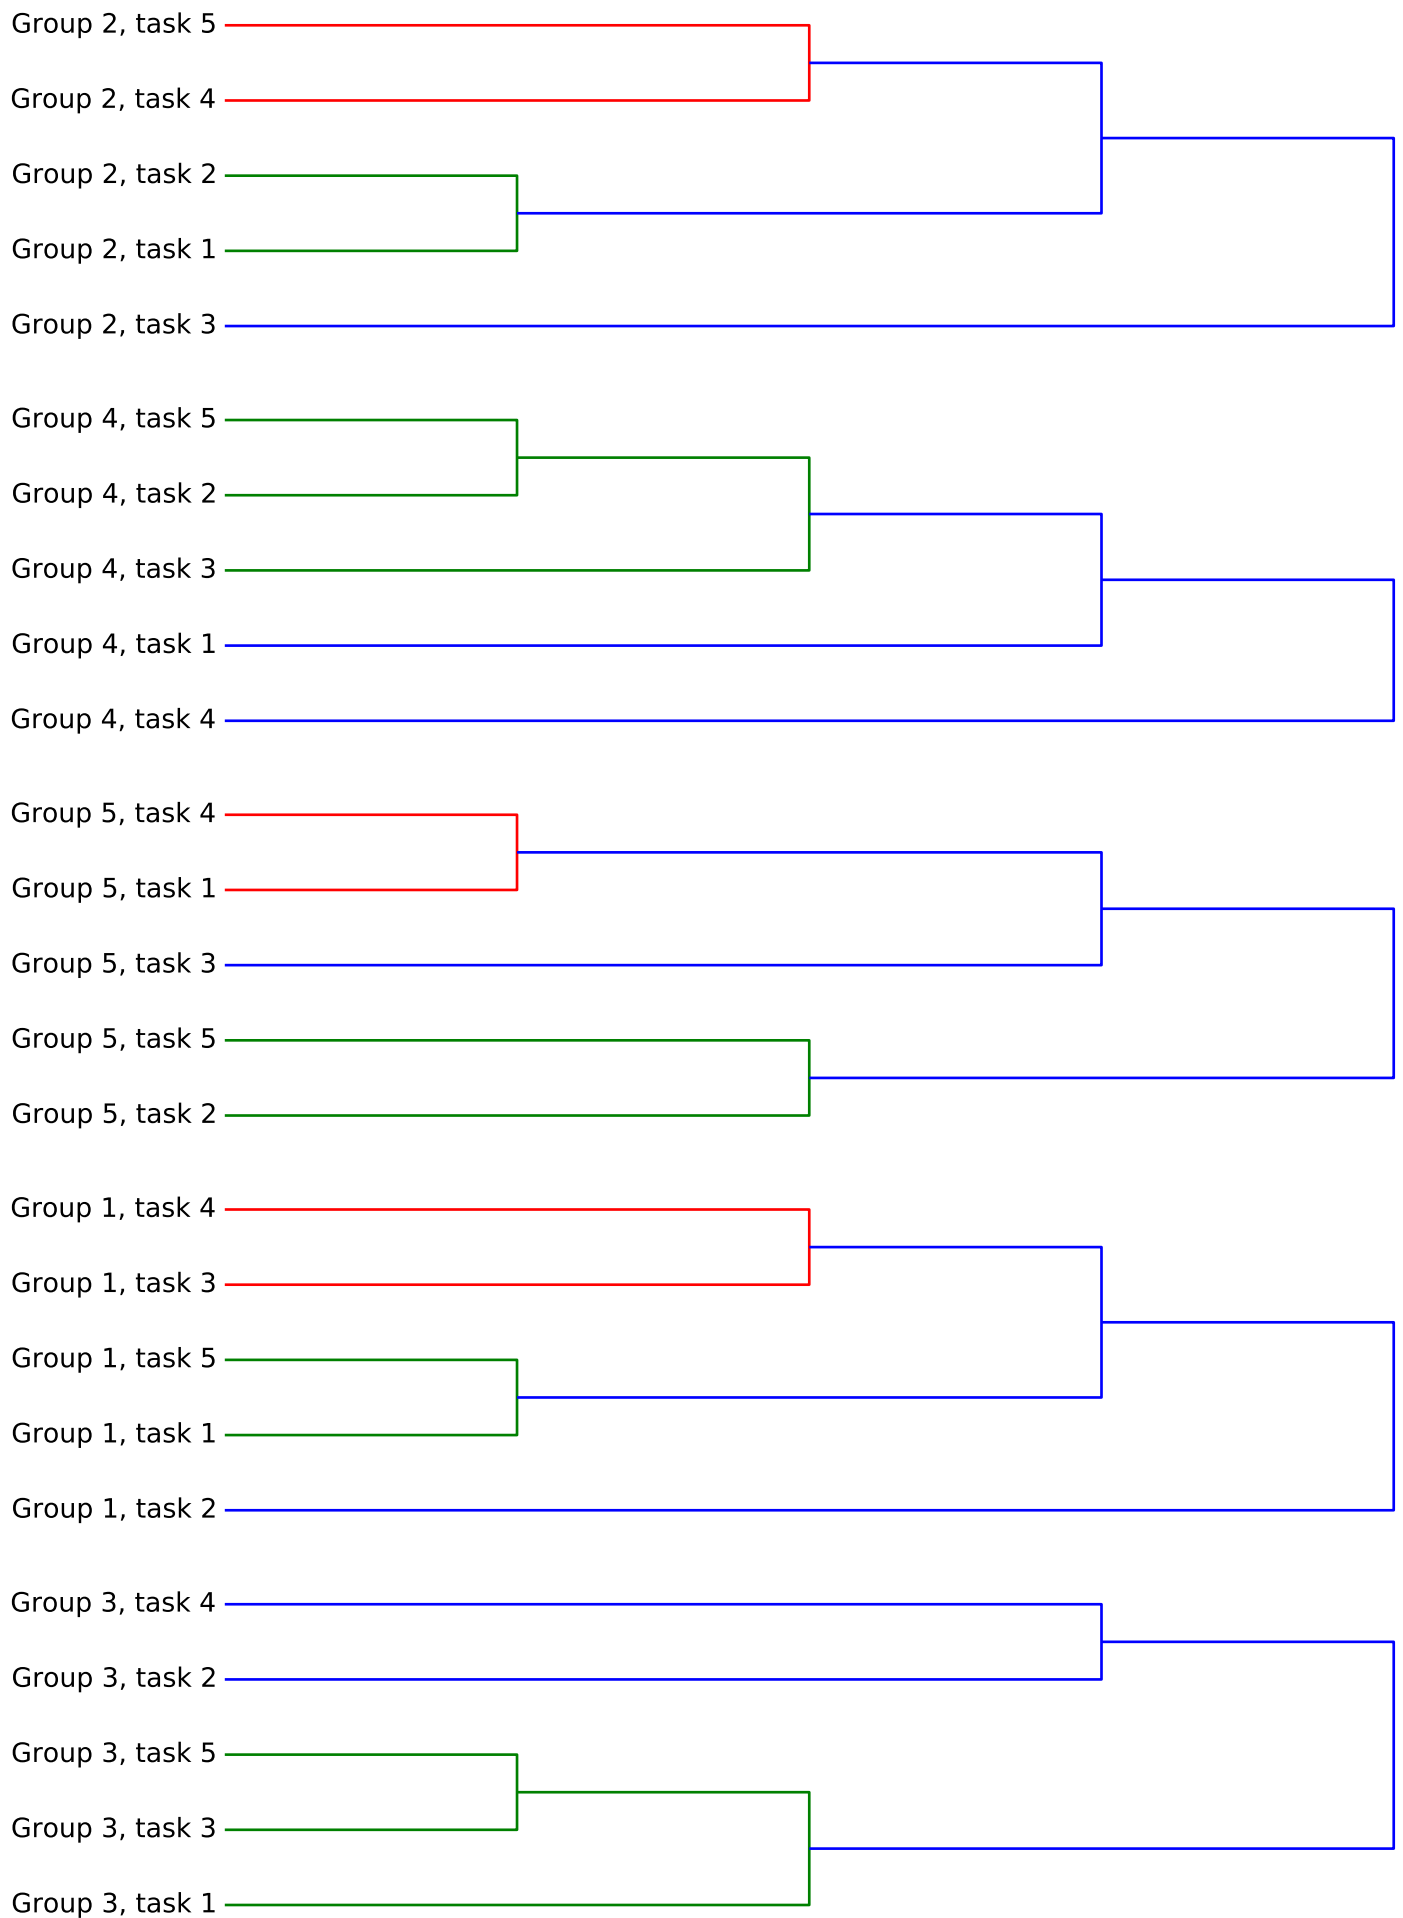 Group 2, task 5
Group 2, task 4
Group 2, task 2
Group 2, task 1
Group 2, task 3
Group 4, task 5
Group 4, task 2
Group 4, task 3
Group 4, task 1
Group 4, task 4
Group 5, task 4
Group 5, task 1
Group 5, task 3
Group 5, task 5
Group 5, task 2
Group 1, task 4
Group 1, task 3
Group 1, task 5
Group 1, task 1
Group 1, task 2
Group 3, task 4
Group 3, task 2
Group 3, task 5
Group 3, task 3
Group 3, task 1